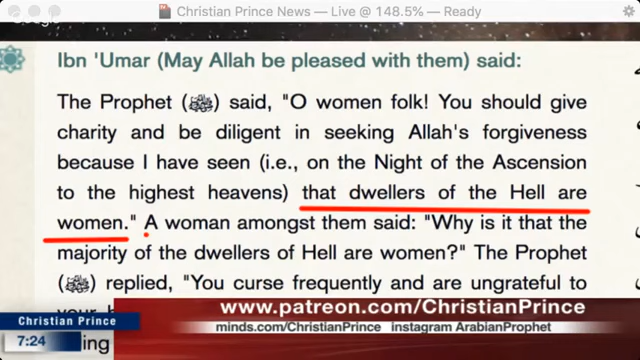 Christian Prince News — Live @ 148.5% — Ready
Ibn 'Umar (May Allah be pleased with them) said:
The Prophet (ﷺ) said, "O women folk! You should give
charity and be diligent in seeking Allah's forgiveness
because I have seen (i.e., on the Night of the Ascension
to the highest heavens) that dwellers of the Hell are
women." A woman amongst them said: "Why is it that the
majority of the dwellers of Hell are women?" The Prophet
(ﷺ) replied, "You curse frequently and are ungrateful to
your
www.patreon.com/ChristianPrince
Christian Prince
minds.com/ChristianPrince instagram ArabianProphet
7:24
ing